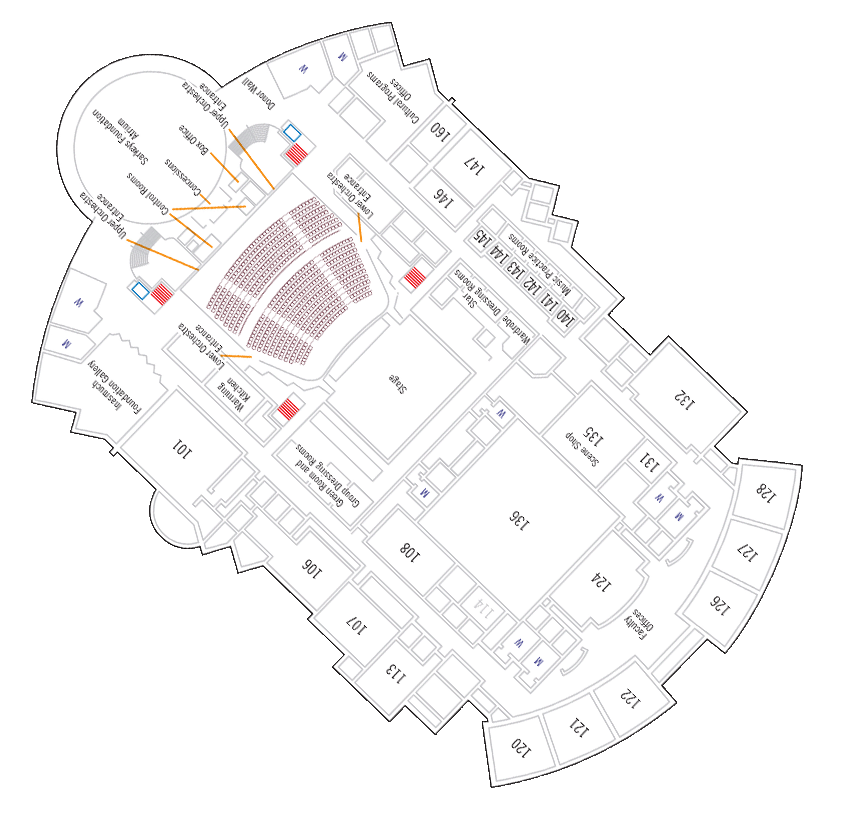 W
M
Cultural Programs
Offices
Donor Wall
Upper Orchestra
Entrance
Box Office
Sarkeys Foundation
Atrium
Concessions
Control Rooms
Upper Orchestra
Entrance
Lower Orchestra
Entrance
160
147
146
145
144
143
142
141
140
Music Practice Rooms
Star Dressing Rooms
Wardrobe
W
M
Inasmuch
Foundation Gallery
Lower Orchestra
Entrance
Warming
Kitchen
Stage
101
Green Room and
Group Dressing Rooms
132
135
Scene Shop
131
W
M
W
M
136
128
127
126
108
106
107
113
114
124
Faculty
Offices
W
M
122
121
120